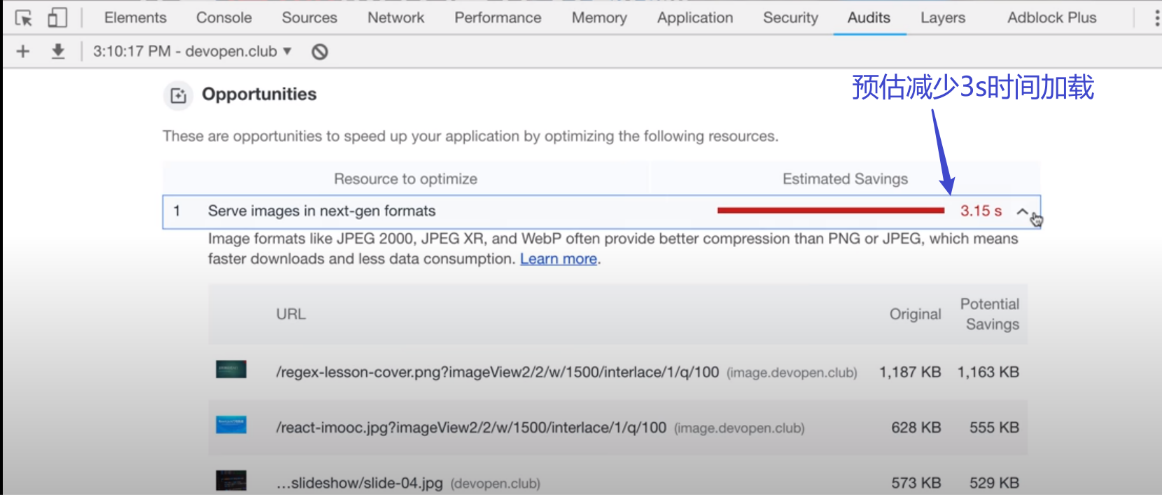 Elements Console Sources Network Performance Memory Application Security Audits Layers Adblock Plus
3:10:17 PM - devopen.club
预估减少3s时间加载
Opportunities
These are opportunities to speed up your application by optimizing the following resources.
Resource to optimize Estimated Savings
1 Serve images in next-gen formats 3.15 s
Image formats like JPEG 2000, JPEG XR, and WebP often provide better compression than PNG or JPEG, which means
faster downloads and less data consumption. Learn more.
URL Original Potential Savings
/regex-lesson-cover.png?imageView2/2/w/1500/interlace/1/q/100 (image.devopen.club) 1,187 KB 1,163 KB
/react-imooc.jpg?imageView2/2/w/1500/interlace/1/q/100 (image.devopen.club) 628 KB 555 KB
…slideshow/slide-04.jpg (devopen.club) 573 KB 529 KB